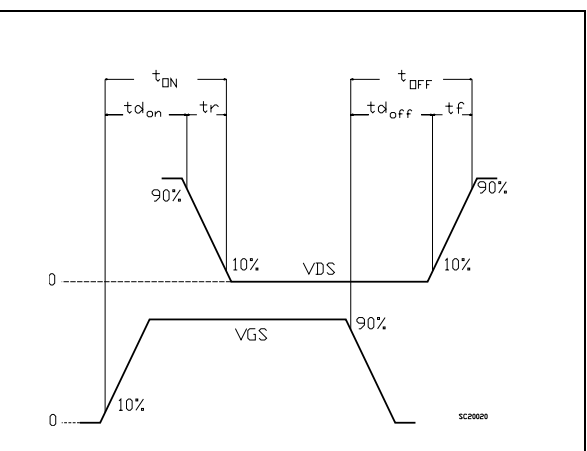 tON tOFF
tdon tr tdoff tf
90% 90%
10% VDS 10%
0
90%
VGS
10%
0
SC20020